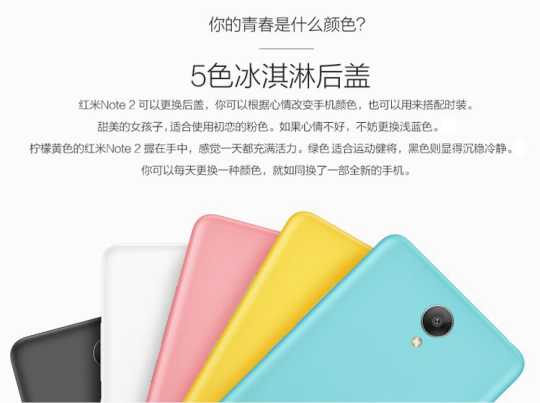 你的青春是什么颜色?
5色冰淇淋后盖
红米Note 2 可以更换后盖，你可以根据心情改变手机颜色，也可以用来搭配时装。
甜美的女孩子，适合使用初恋的粉色。如果心情不好，不妨更换浅蓝色。
柠檬黄色的红米Note 2 握在手中，感觉一天都充满活力。绿色 适合运动健将，黑色则显得沉稳冷静。
你可以每天更换一种颜色，就如同换了一部全新的手机。